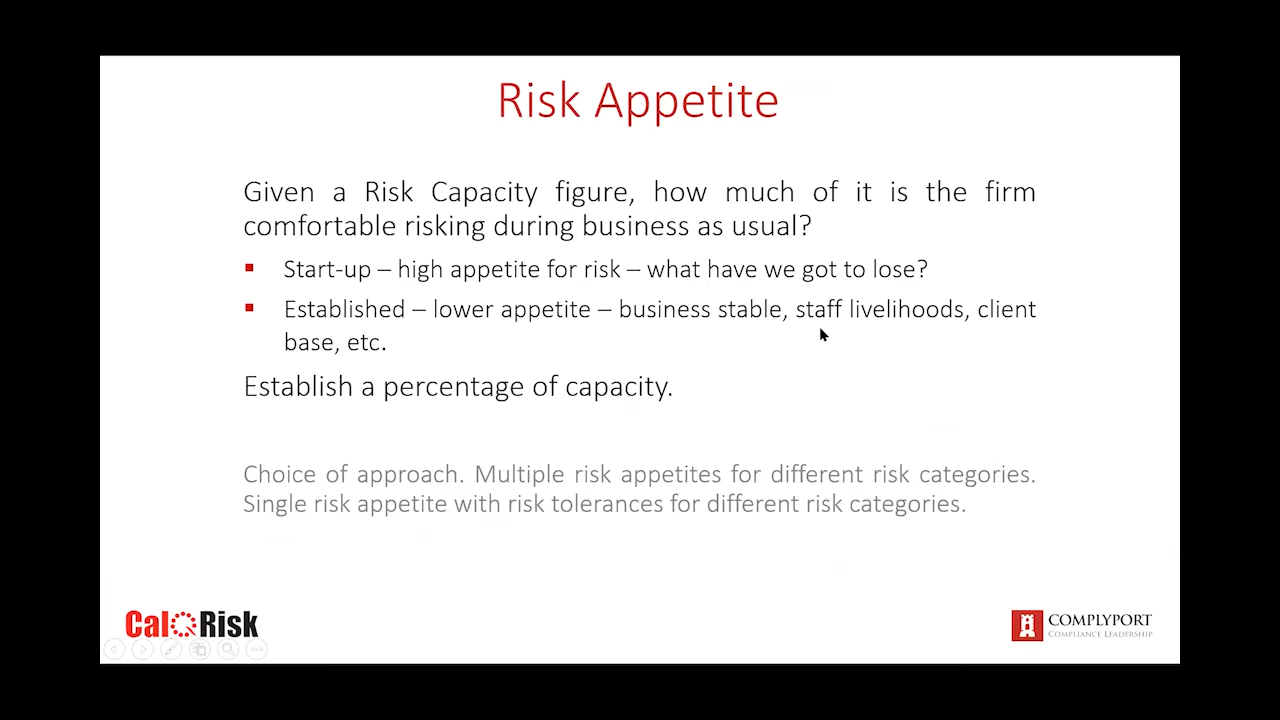 Risk Appetite
Given a Risk Capacity figure, how much of it is the firm
comfortable risking during business as usual?
Start-up – high appetite for risk – what have we got to lose?
Established – lower appetite – business stable, staff livelihoods, client
base, etc.
Establish a percentage of capacity.
Choice of approach. Multiple risk appetites for different risk categories.
Single risk appetite with risk tolerances for different risk categories.
Cal Risk
COMPLYPORT
COMPLIANCE LEADERSHIP